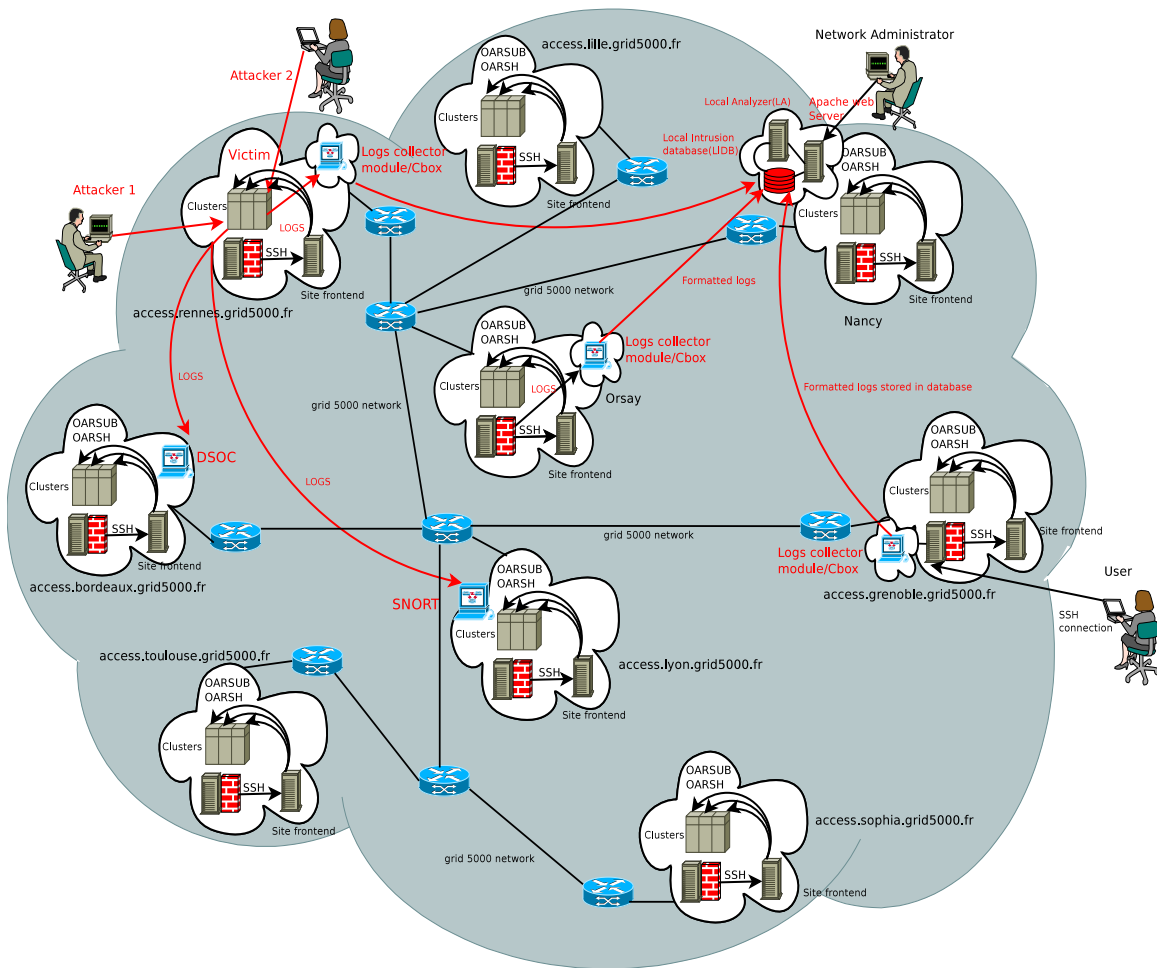 access.lille.grid5000.fr
OARSUB
OARSH
Clusters
SSH
Site frontend
Network Administrator
Attacker 2
Local Analyzer(LA)
Apache web
Server
Local Intrusion
database(LIDB)
OARSUB
OARSH
Clusters
SSH
Site frontend
Nancy
Victim
Logs collector
module/Cbox
Attacker 1
Clusters
LOGS
SSH
Site frontend
access.rennes.grid5000.fr
grid 5000 network
Formatted logs
OARSUB
OARSH
Clusters
LOGS
SSH
Site frontend
Logs collector
module/Cbox
Orsay
LOGS
grid 5000 network
Formatted logs stored in database
OARSUB
OARSH
DSOC
Clusters
SSH
Site frontend
access.bordeaux.grid5000.fr
LOGS
grid 5000 network
OARSUB
OARSH
Clusters
SSH
Site frontend
Logs collector
module/Cbox
access.grenoble.grid5000.fr
User
SSH
connection
SNORT
OARSUB
OARSH
Clusters
SSH
Site frontend
access.lyon.grid5000.fr
access.toulouse.grid5000.fr
OARSUB
OARSH
Clusters
SSH
Site frontend
grid 5000 network
OARSUB
OARSH
Clusters
SSH
Site frontend
access.sophia.grid5000.fr